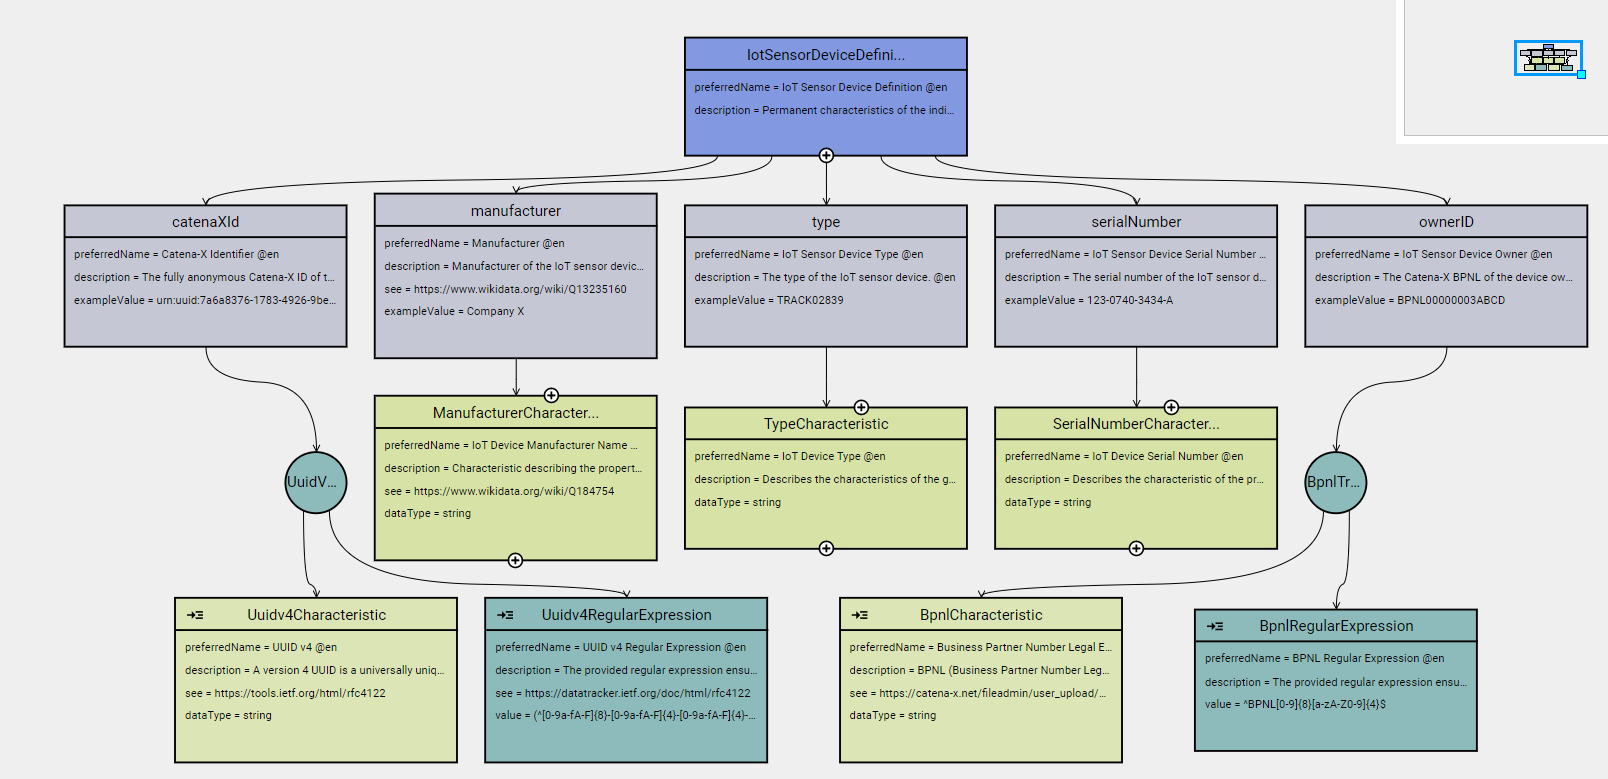 IotSensorDeviceDefini...
preferredName = IoT Sensor Device Definition @en
description = Permanent characteristics of the indi...
catenaXId
preferredName = Catena-X Identifier @en
description = The fully anonymous Catena-X ID of t...
exampleValue = urn:uuid:7a6a8376-1783-4926-9be...
manufacturer
preferredName = Manufacturer @en
description = Manufacturer of the IoT sensor devic...
see = https://www.wikidata.org/wiki/Q13235160
exampleValue = Company X
type
preferredName = IoT Sensor Device Type @en
description = The type of the IoT sensor device. @en
exampleValue = TRACK02839
serialNumber
preferredName = IoT Sensor Device Serial Number ...
description = The serial number of the IoT sensor d...
exampleValue = 123-0740-3434-A
ownerID
preferredName = IoT Sensor Device Owner @en
description = The Catena-X BPNL of the device ow...
exampleValue = BPNL00000003ABCD
UuidV...
ManufacturerCharacter...
preferredName = IoT Device Manufacturer Name ...
description = Characteristic describing the propert...
see = https://www.wikidata.org/wiki/Q184754
dataType = string
TypeCharacteristic
preferredName = IoT Device Type @en
description = Describes the characteristics of the g...
dataType = string
SerialNumberCharacter...
preferredName = IoT Device Serial Number @en
description = Describes the characteristic of the pr...
dataType = string
BpnlTr...
Uuidv4Characteristic
preferredName = UUID v4 @en
description = A version 4 UUID is a universally uniq...
see = https://tools.ietf.org/html/rfc4122
dataType = string
Uuidv4RegularExpression
preferredName = UUID v4 Regular Expression @en
description = The provided regular expression ensu...
see = https://datatracker.ietf.org/doc/html/rfc4122
value = (^[0-9a-fA-F]{8}-[0-9a-fA-F]{4}-[0-9a-fA-F]{4}-...
BpnlCharacteristic
preferredName = Business Partner Number Legal E...
description = BPNL (Business Partner Number Leg...
see = https://catena-x.net/fileadmin/user_upload/...
dataType = string
BpnlRegularExpression
preferredName = BPNL Regular Expression @en
description = The provided regular expression ensu...
value = ^BPNL[0-9]{8}[a-zA-Z0-9]{4}$